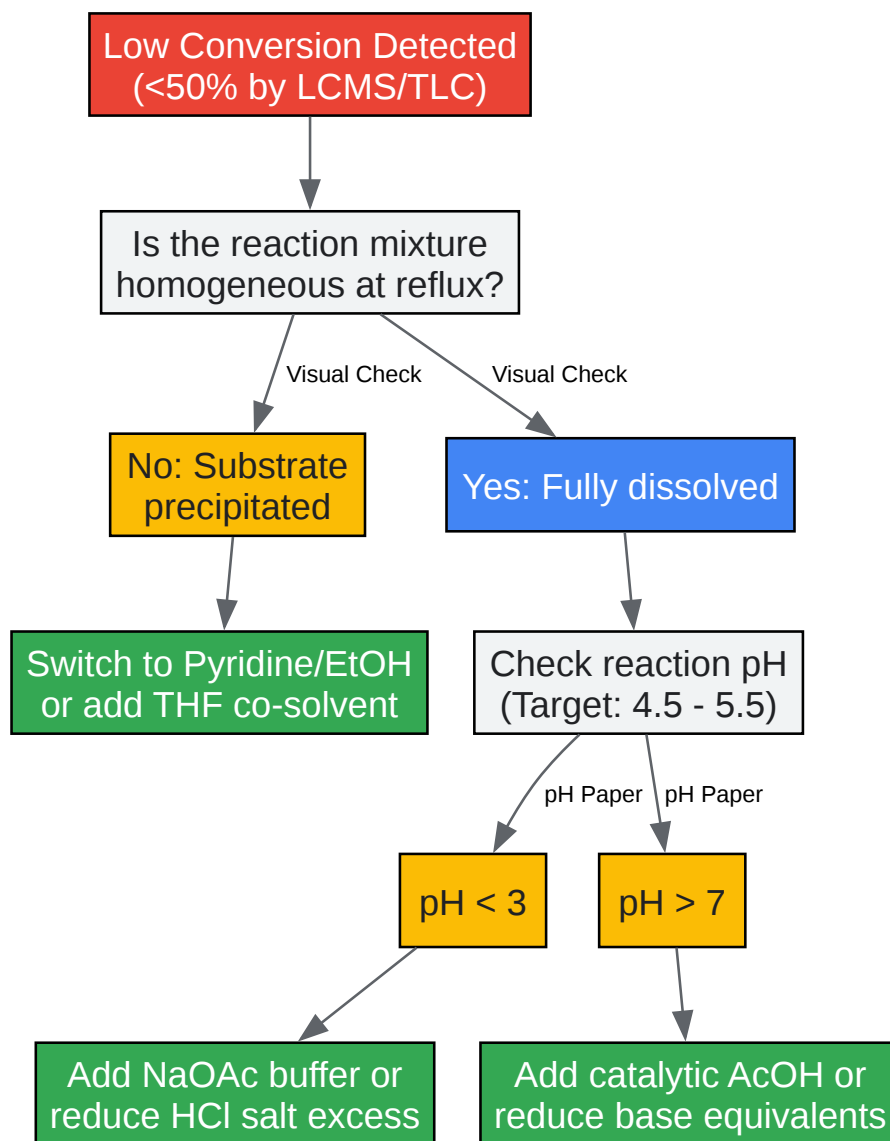 Low Conversion Detected
(<50% by LCMS/TLC)
Is the reaction mixture
homogeneous at reflux?
Visual Check
Visual Check
No: Substrate
precipitated
Yes: Fully dissolved
Switch to Pyridine/EtOH
or add THF co-solvent
Check reaction pH
(Target: 4.5 - 5.5)
pH Paper
pH Paper
pH < 3
pH > 7
Add NaOAc buffer or
reduce HCl salt excess
Add catalytic AcOH or
reduce base equivalents